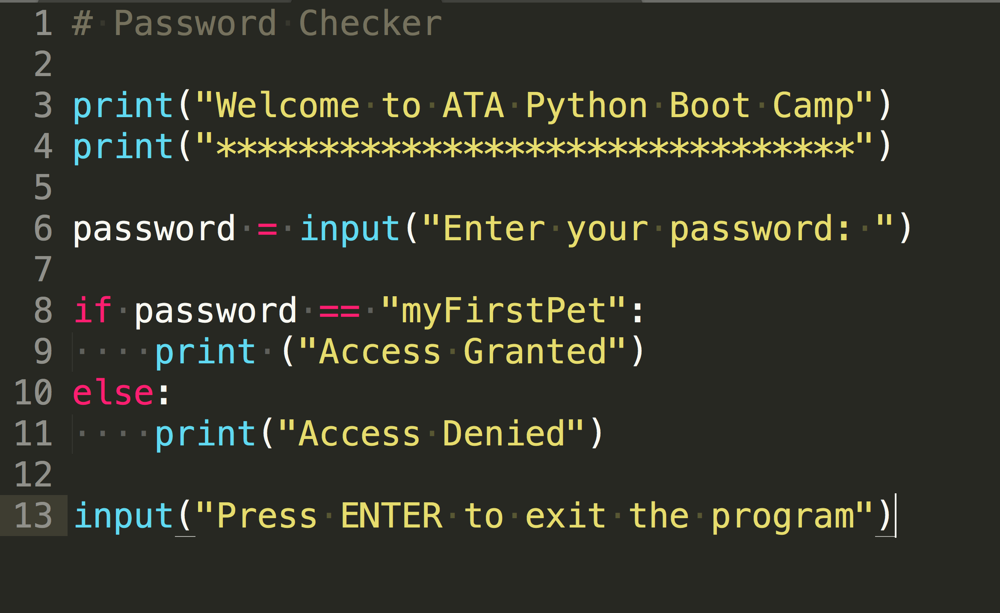 1 # Password Checker
2
3 print("Welcome to ATA Python Boot Camp")
4 print("*******************************")
5
6 password = input("Enter your password: ")
7
8 if password == "myFirstPet":
9     print ("Access Granted")
10 else:
11     print("Access Denied")
12
13 input("Press ENTER to exit the program")